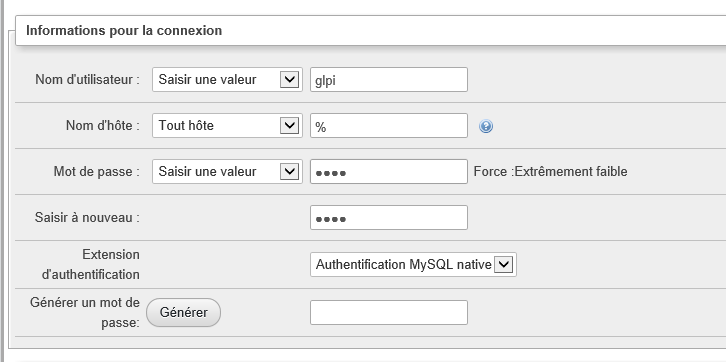 Informations pour la connexion
Nom d'utilisateur : Saisir une valeur glpi
Nom d'hôte : Tout hôte %
Mot de passe : Saisir une valeur •••• Force :Extrêmement faible
Saisir à nouveau : ••••
Extension
d'authentification Authentification MySQL native
Générer un mot de
passe: Générer